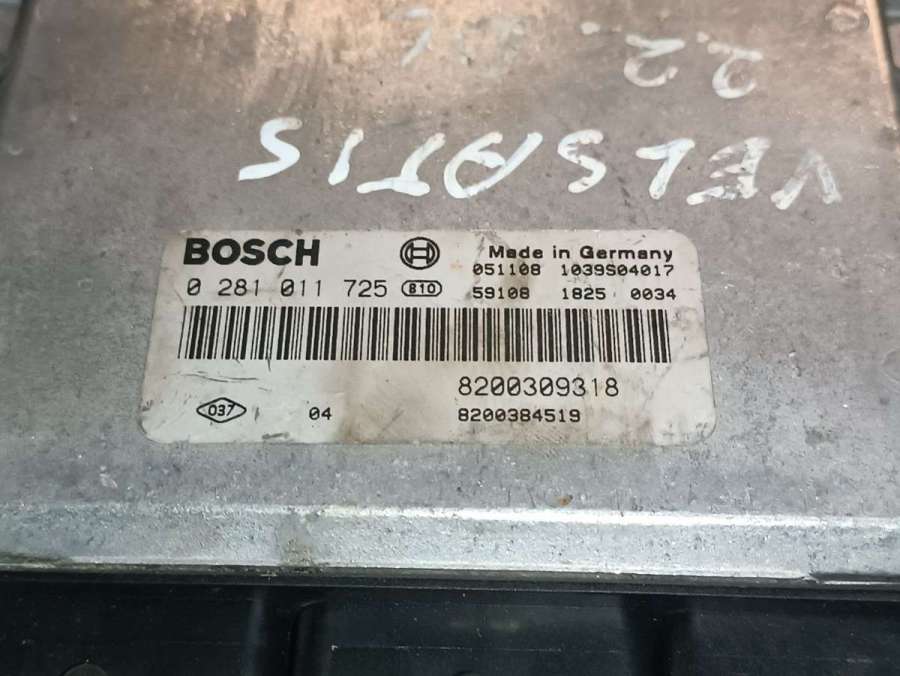 VELSATIS
2.2
BOSCH
Made in Germany
051108 1039S04017
0 281 011 725 810 59108 1825 0034
8200309318
037 04 8200384519